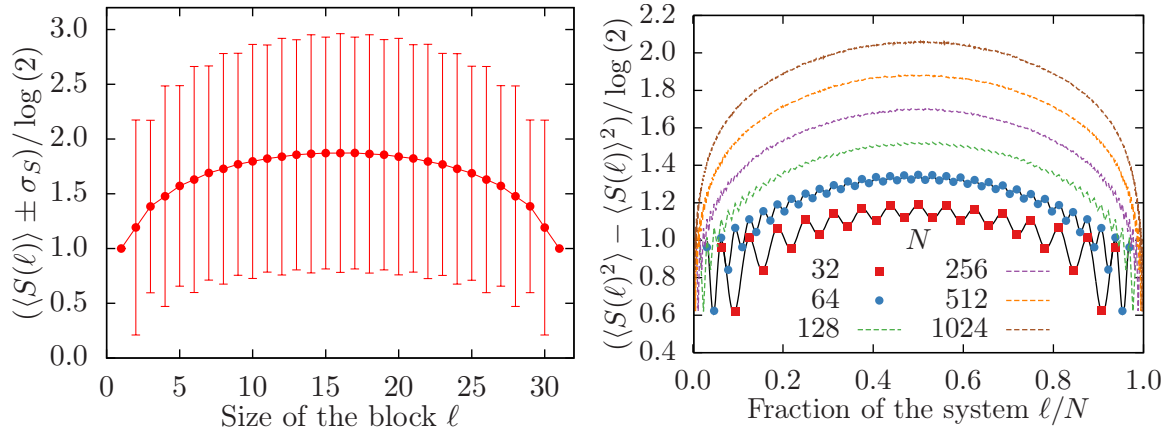 (⟨S(ℓ)⟩ ± σ_S)/ log (2)
3.0
2.5
2.0
1.5
1.0
0.5
0.0
0 5 10 15 20 25 30
Size of the block ℓ
(⟨S(ℓ)²⟩ − ⟨S(ℓ)⟩²)/ log (2)
2.2
2.0
1.8
1.6
1.4
1.2
1.0
0.8
0.6
0.4
N
32 256
64 512
128 1024
0.0 0.2 0.4 0.6 0.8 1.0
Fraction of the system ℓ/N